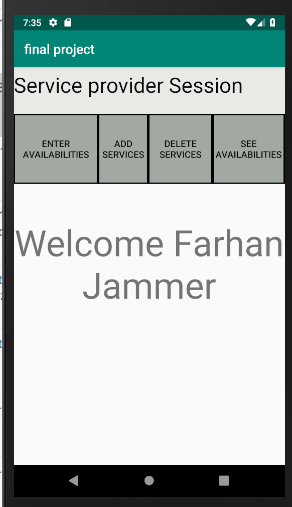 7:35
final project
Service provider Session
ENTER AVAILABILITIES
ADD SERVICES
DELETE SERVICES
SEE AVAILABILITIES
Welcome Farhan
Jammer